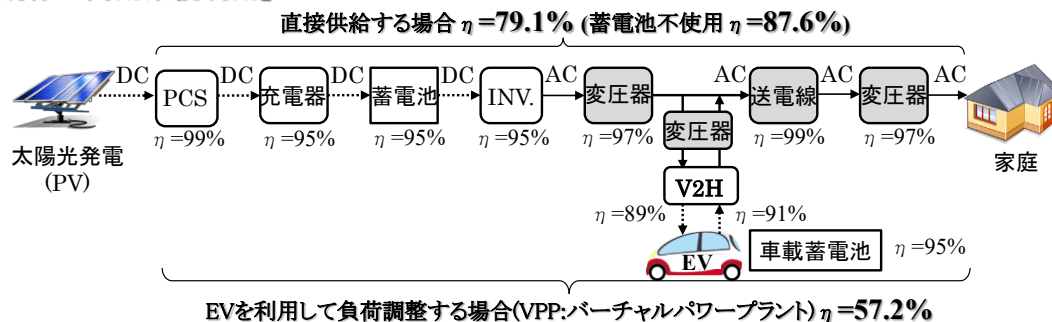 直接供給する場合 η=79.1% (蓄電池不使用 η=87.6%)
DC DC DC DC AC AC AC AC
PCS 充電器 蓄電池 INV. 変圧器 送電線 変圧器
η=99% η=95% η=95% η=95% η=97% 変圧器 η=99% η=97%
太陽光発電
(PV)
家庭
V2H
η=89% η=91%
EV 車載蓄電池 η=95%
EVを利用して負荷調整する場合(VPP:バーチャルパワープラント) η=57.2%